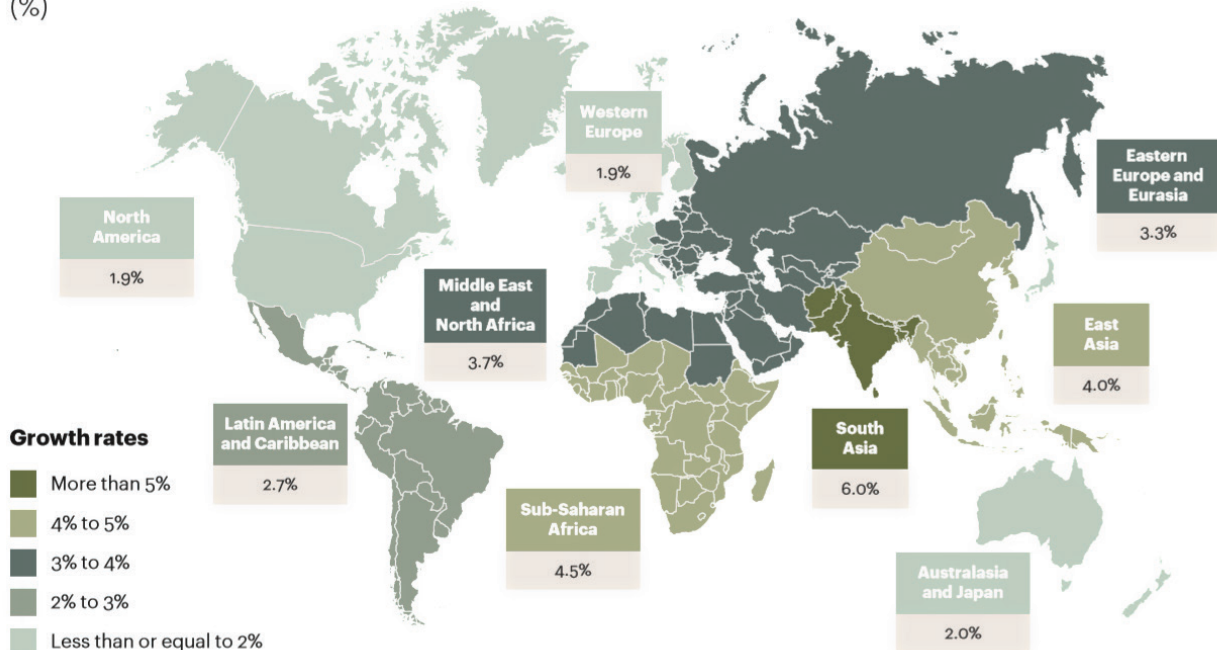 (%)
Western
Europe
1.9%
Eastern
Europe and
Eurasia
3.3%
North
America
1.9%
Middle East
and
North Africa
3.7%
East
Asia
4.0%
Latin America
and Caribbean
2.7%
South
Asia
6.0%
Sub-Saharan
Africa
4.5%
Australasia
and Japan
2.0%
Growth rates
More than 5%
4% to 5%
3% to 4%
2% to 3%
Less than or equal to 2%